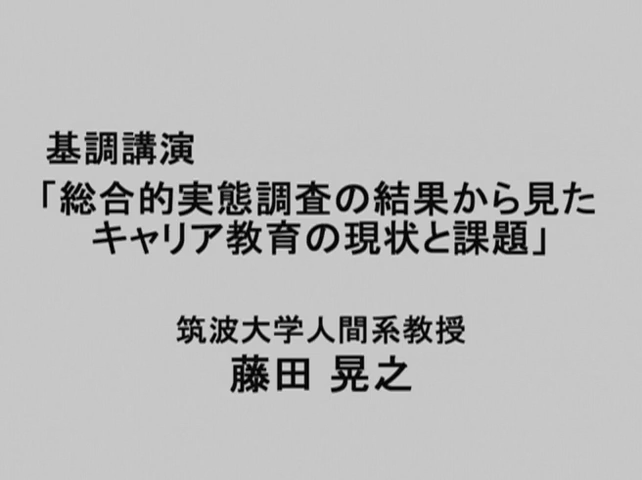 基調講演
「総合的実態調査の結果から見た
キャリア教育の現状と課題」
筑波大学人間系教授
藤田 晃之